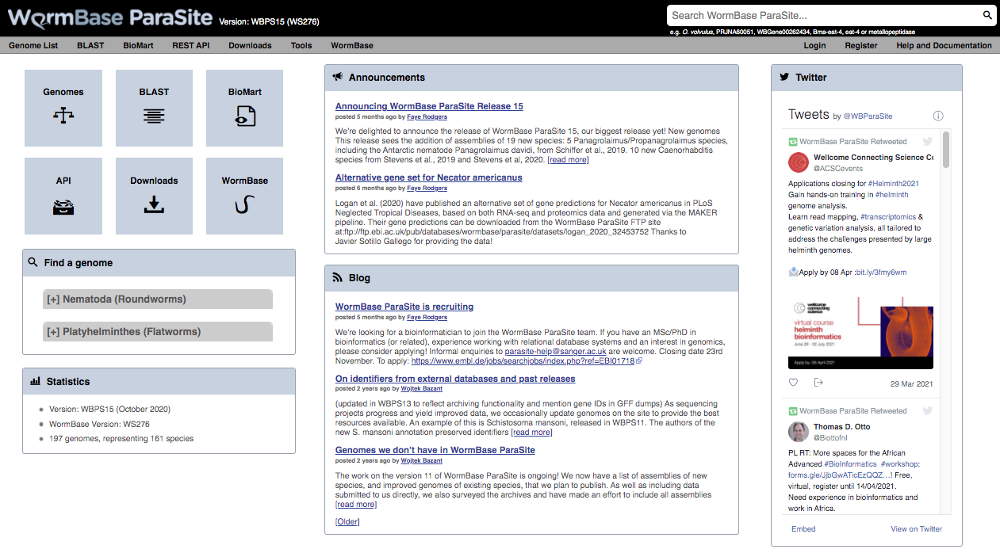 WormBase ParaSite Version: WBPS15 (WS276)
Search WormBase ParaSite...
e.g. O. volvulus, PRJNA60051, WBGene00262434, Bma-eat-4, eat-4 or metallopeptidase
Genome List BLAST BioMart REST API Downloads Tools WormBase Login Register Help and Documentation
Genomes BLAST BioMart
API Downloads WormBase
Find a genome
[+] Nematoda (Roundworms)
[+] Platyhelminthes (Flatworms)
Statistics
Version: WBPS15 (October 2020)
WormBase Version: WS276
197 genomes, representing 161 species
Announcements
Announcing WormBase ParaSite Release 15
posted 5 months ago by Faye Rodgers
We're delighted to announce the release of WormBase ParaSite 15, our biggest release yet! New genomes
This release sees the addition of assemblies of 19 new species: 5 Panagrolaimus/Propanagrolaimus species,
including the Antarctic nematode Panagrolaimus davidi, from Schiffer et al., 2019. 10 new Caenorhabditis
species from Stevens et al., 2019 and Stevens et al, 2020. [read more]
Alternative gene set for Necator americanus
posted 6 months ago by Faye Rodgers
Logan et al. (2020) have published an alternative set of gene predictions for Necator americanus in PLoS
Neglected Tropical Diseases, based on both RNA-seq and proteomics data and generated via the MAKER
pipeline. Their gene predictions can be downloaded from the WormBase ParaSite FTP site
at:ftp://ftp.ebi.ac.uk/pub/databases/wormbase/parasite/datasets/logan_2020_32453752 Thanks to
Javier Sotillo Gallego for providing the data!
Blog
WormBase ParaSite is recruiting
posted 5 months ago by Faye Rodgers
We're looking for a bioinformatician to join the WormBase ParaSite team. If you have an MSc/PhD in
bioinformatics (or related), experience working with relational database systems and an interest in genomics,
please consider applying! Informal enquiries to parasite-help@sanger.ac.uk are welcome. Closing date 23rd
November. To apply: https://www.embl.de/jobs/searchjobs/index.php?ref=EBI01718
On identifiers from external databases and past releases
posted 2 years ago by Wojtek Bazant
(updated in WBPS13 to reflect archiving functionality and mention gene IDs in GFF dumps) As sequencing
projects progress and yield improved data, we occasionally update genomes on the site to provide the best
resources available. An example of this is Schistosoma mansoni, released in WBPS11. The authors of the
new S. mansoni annotation preserved identifiers [read more]
Genomes we don't have in WormBase ParaSite
posted 2 years ago by Wojtek Bazant
The work on the version 11 of WormBase ParaSite is ongoing! We now have a list of assemblies of new
species, and improved genomes of existing species, that we plan to publish. As well as including data
submitted to us directly, we also surveyed the archives and have made an effort to include all assemblies
[read more]
[Older]
Twitter
Tweets by @WBParaSite
WormBase ParaSite Retweeted
Wellcome Connecting Science Co
@ACSCevents
Applications closing for #Helminth2021
Gain hands-on training in #helminth
genome analysis.
Learn read mapping, #transcriptomics &
genetic variation analysis, all tailored to
address the challenges presented by large
helminth genomes.
Apply by 08 Apr :bit.ly/3fmy6wm
wellcome
connecting
science
virtual course
helminth
bioinformatics
June 28 - 02 July 2021
Apply by: 08 April 2021
29 Mar 2021
WormBase ParaSite Retweeted
Thomas D. Otto
@BiottofnI
PL RT: More spaces for the African
Advanced #BioInformatics #workshop:
forms.gle/JjbGwATicEzQQZ…! Free,
virtual, register until 14/04/2021.
Need experience in bioinformatics and
work in Africa.
Embed View on Twitter